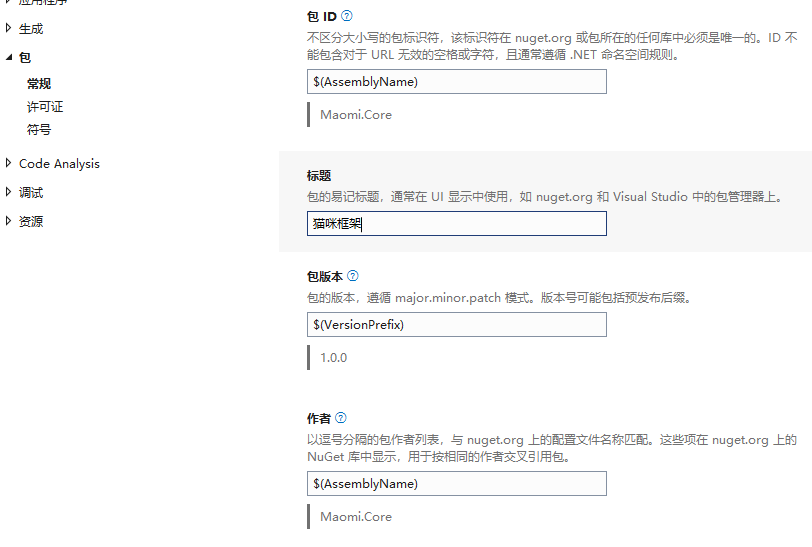 应用程序
生成
包
常规
许可证
符号
Code Analysis
调试
资源
包 ID
不区分大小写的包标识符，该标识符在 nuget.org 或包所在的任何库中必须是唯一的。ID 不
能包含对于 URL 无效的空格或字符，且通常遵循 .NET 命名空间规则。
$(AssemblyName)
Maomi.Core
标题
包的易记标题，通常在 UI 显示中使用，如 nuget.org 和 Visual Studio 中的包管理器上。
猫咪框架
包版本
包的版本，遵循 major.minor.patch 模式。版本号可能包括预发布后缀。
$(VersionPrefix)
1.0.0
作者
以逗号分隔的包作者列表，与 nuget.org 上的配置文件名称匹配。这些项在 nuget.org 上的
NuGet 库中显示，用于按相同的作者交叉引用包。
$(AssemblyName)
Maomi.Core